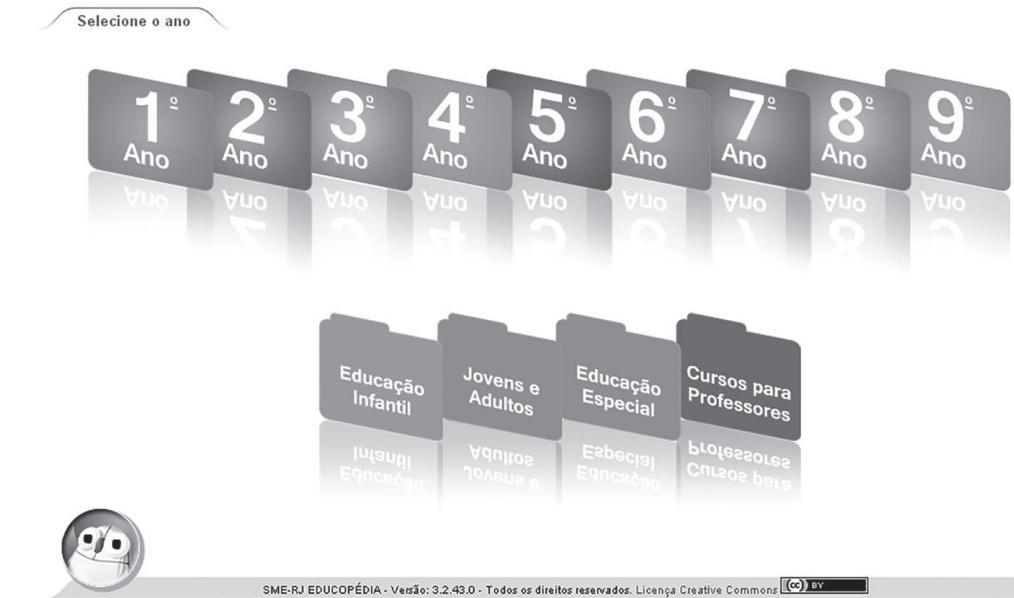 Selecione o ano
1º Ano
2º Ano
3º Ano
4º Ano
5º Ano
6º Ano
7º Ano
8º Ano
9º Ano
Educação
Infantil
Jovens e
Adultos
Educação
Especial
Cursos para
Professores
SME-RJ EDUCOPÉDIA - Versão: 3.2.43.0 - Todos os direitos reservados. Licença Creative Commons cc BY